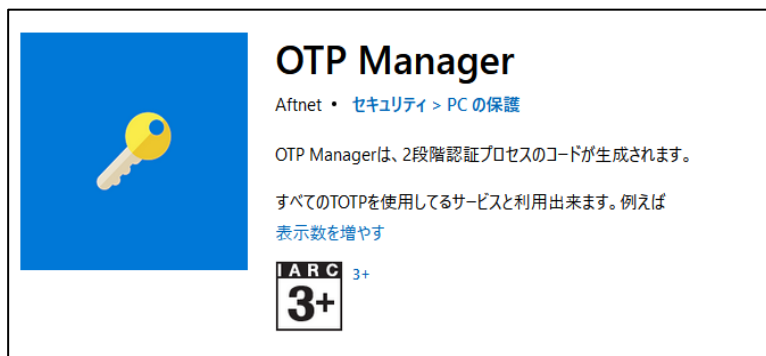 OTP Manager
Aftnet • セキュリティ > PC の保護
OTP Managerは、2段階認証プロセスのコードが生成されます。
すべてのTOTPを使用してるサービスと利用出来ます。例えば
表示数を増やす
IARC
3+
3+